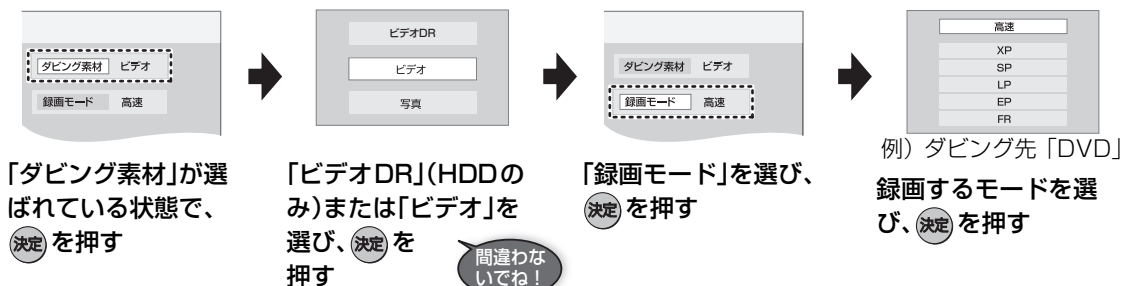 ダビング素材 ビデオ
録画モード 高速
「ダビング素材」が選
ばれている状態で、
決定 を押す
ビデオDR
ビデオ
写真
「ビデオDR」(HDDの
み)または「ビデオ」を
選び、決定 を
押す
間違わな
いでね!
ダビング素材 ビデオ
録画モード 高速
「録画モード」を選び、
決定 を押す
高速
XP
SP
LP
EP
FR
例) ダビング先「DVD」
録画するモードを選
び、決定 を押す